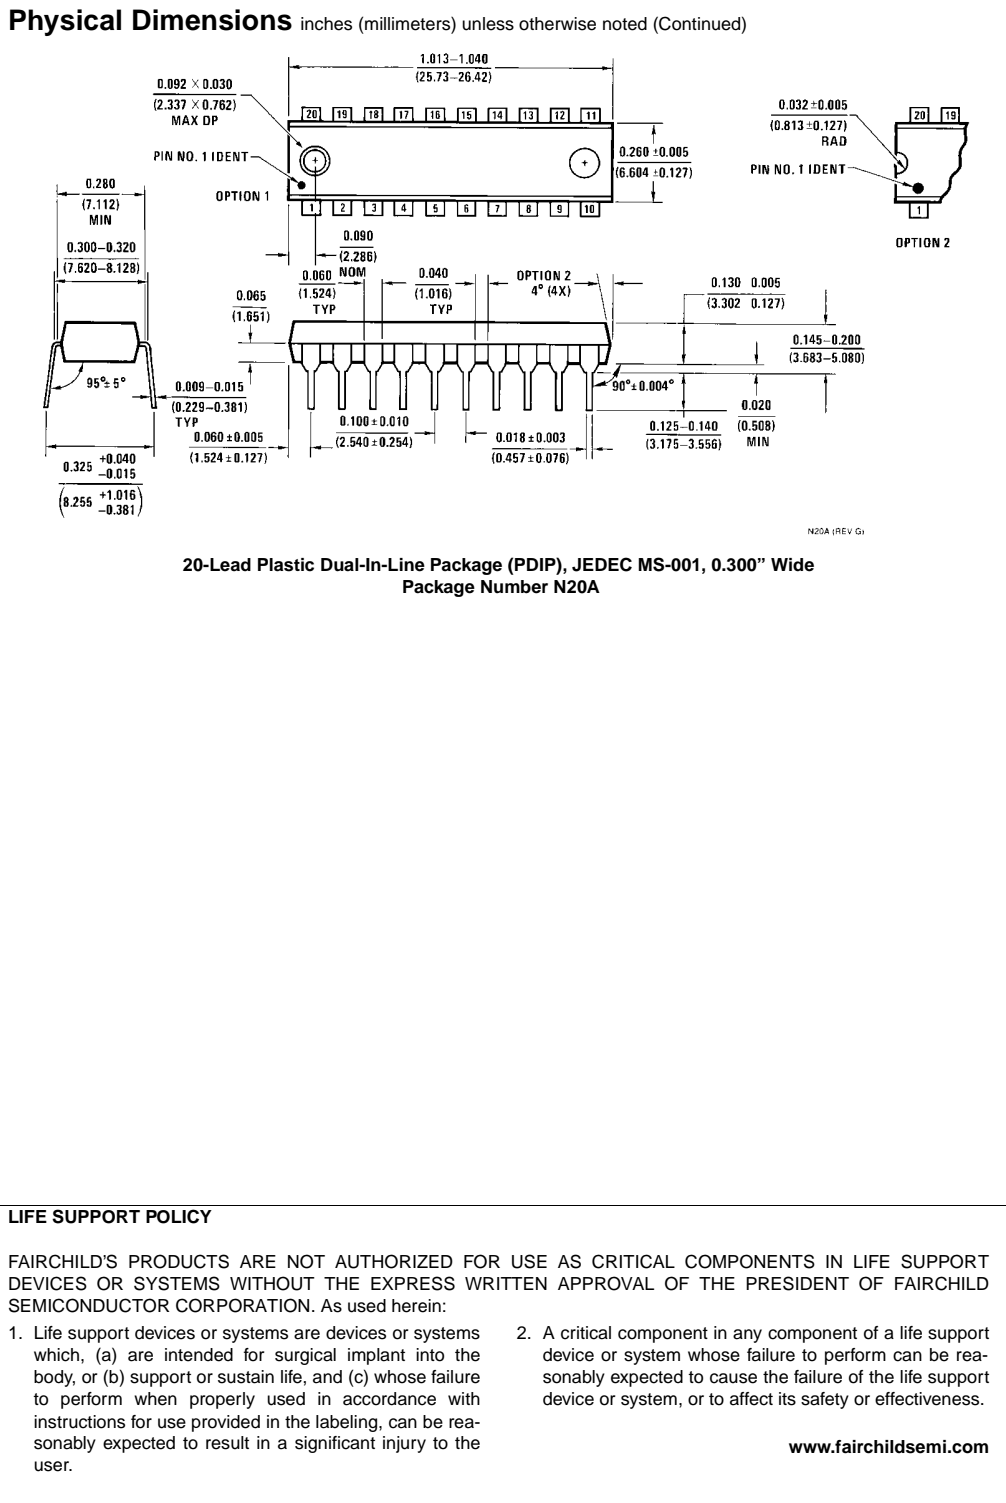 Physical Dimensions inches (millimeters) unless otherwise noted (Continued)
1.013–1.040
(25.73–26.42)
0.092 × 0.030
(2.337 × 0.762)
MAX DP
PIN NO. 1 IDENT
OPTION 1
20 19 18 17 16 15 14 13 12 11
1 2 3 4 5 6 7 8 9 10
0.260 ±0.005
(6.604 ±0.127)
0.032 ±0.005
(0.813 ±0.127)
RAD
PIN NO. 1 IDENT
20 19
1
OPTION 2
0.280
(7.112)
MIN
0.300–0.320
(7.620–8.128)
0.090
(2.286)
NOM
0.060
(1.524)
TYP
0.040
(1.016)
TYP
OPTION 2
4° (4X)
0.065
(1.651)
0.130 0.005
(3.302 0.127)
0.145–0.200
(3.683–5.080)
95°± 5°
0.009–0.015
(0.229–0.381)
TYP
90°± 0.004°
0.020
(0.508)
MIN
0.125–0.140
(3.175–3.556)
0.100 ± 0.010
(2.540 ± 0.254)
0.018 ± 0.003
(0.457 ± 0.076)
0.060 ± 0.005
(1.524 ± 0.127)
0.325 +0.040
–0.015
(8.255 +1.016
–0.381)
N20A (REV G)
20-Lead Plastic Dual-In-Line Package (PDIP), JEDEC MS-001, 0.300” Wide
Package Number N20A
LIFE SUPPORT POLICY
FAIRCHILD’S PRODUCTS ARE NOT AUTHORIZED FOR USE AS CRITICAL COMPONENTS IN LIFE SUPPORT
DEVICES OR SYSTEMS WITHOUT THE EXPRESS WRITTEN APPROVAL OF THE PRESIDENT OF FAIRCHILD
SEMICONDUCTOR CORPORATION. As used herein:
1. Life support devices or systems are devices or systems
which, (a) are intended for surgical implant into the
body, or (b) support or sustain life, and (c) whose failure
to perform when properly used in accordance with
instructions for use provided in the labeling, can be rea-
sonably expected to result in a significant injury to the
user.
2. A critical component in any component of a life support
device or system whose failure to perform can be rea-
sonably expected to cause the failure of the life support
device or system, or to affect its safety or effectiveness.
www.fairchildsemi.com